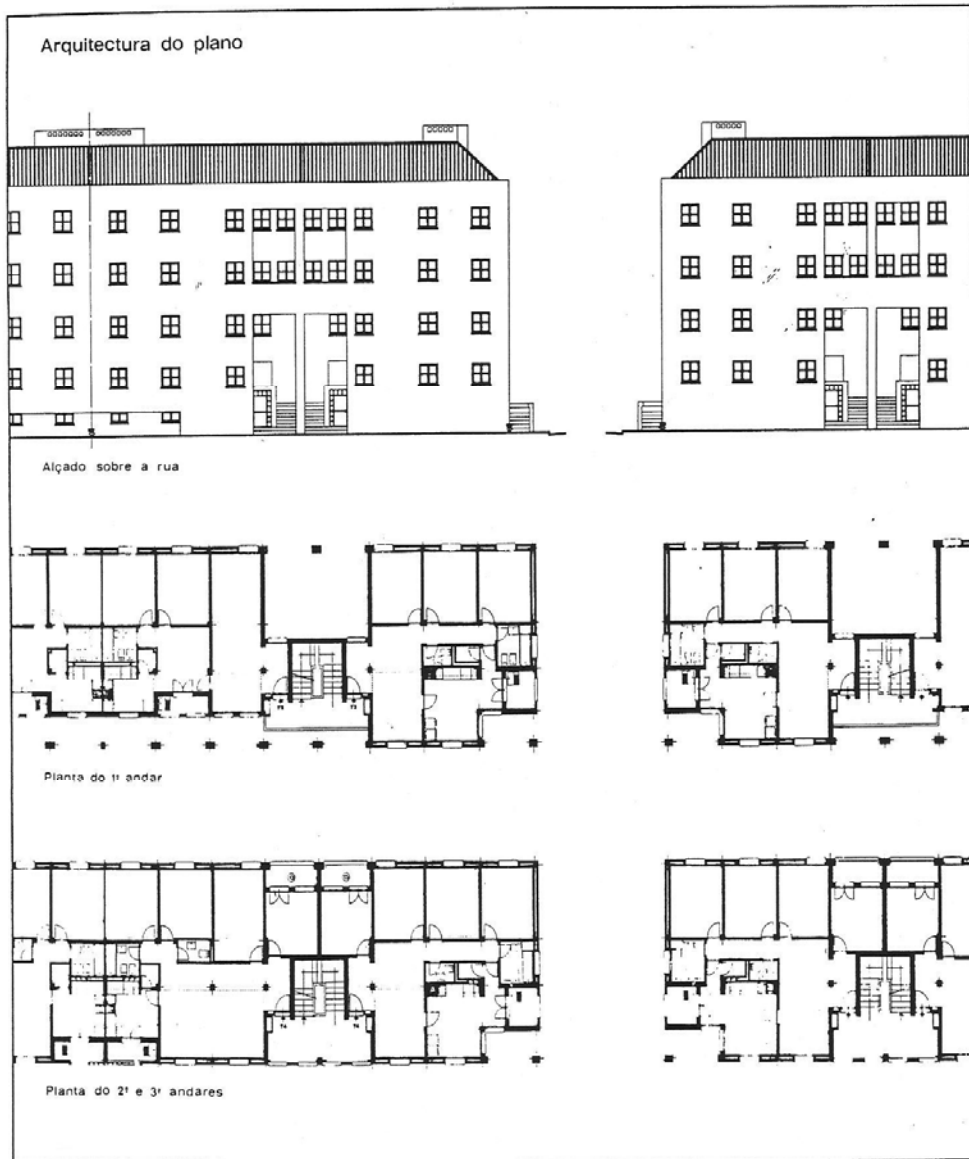 Arquitectura do plano
Alçado sobre a rua
Planta do 1º andar
Planta do 2º e 3º andares